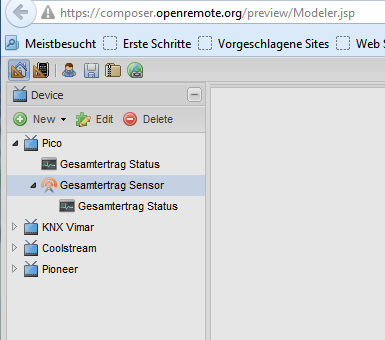 https://composer.openremote.org/preview/Modeler.jsp
Meistbesucht Erste Schritte Vorgeschlagene Sites Web S
Device
New Edit Delete
Pico
Gesamtertrag Status
Gesamtertrag Sensor
Gesamtertrag Status
KNX Vimar
Coolstream
Pioneer